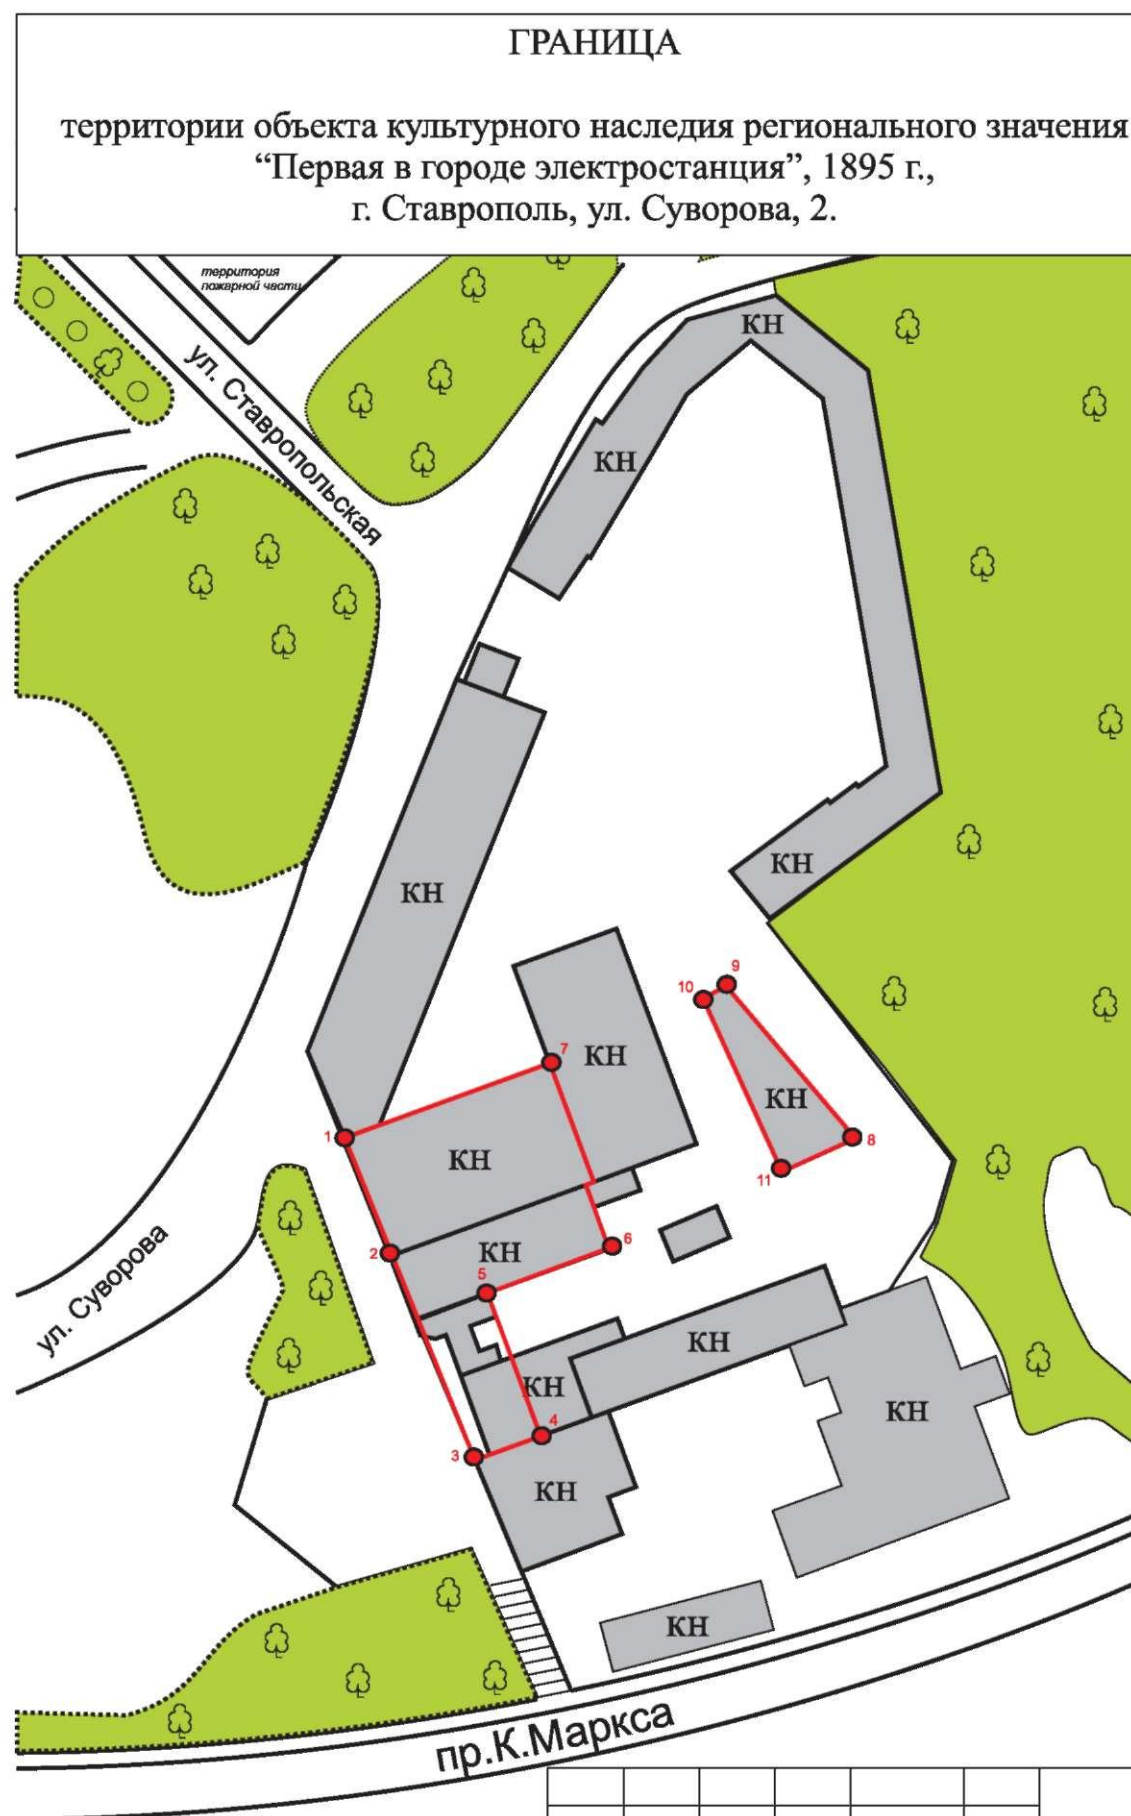 ГРАНИЦА
территории объекта культурного наследия регионального значения
“Первая в городе электростанция”, 1895 г.,
г. Ставрополь, ул. Суворова, 2.
территория
пожарной части
КН
ул. Ставропольская
КН
КН
КН
9
10
7
КН
КН
1
8
КН
11
ул. Суворова
2
КН
6
5
КН
КН
КН
4
3
КН
КН
пр.К.Маркса